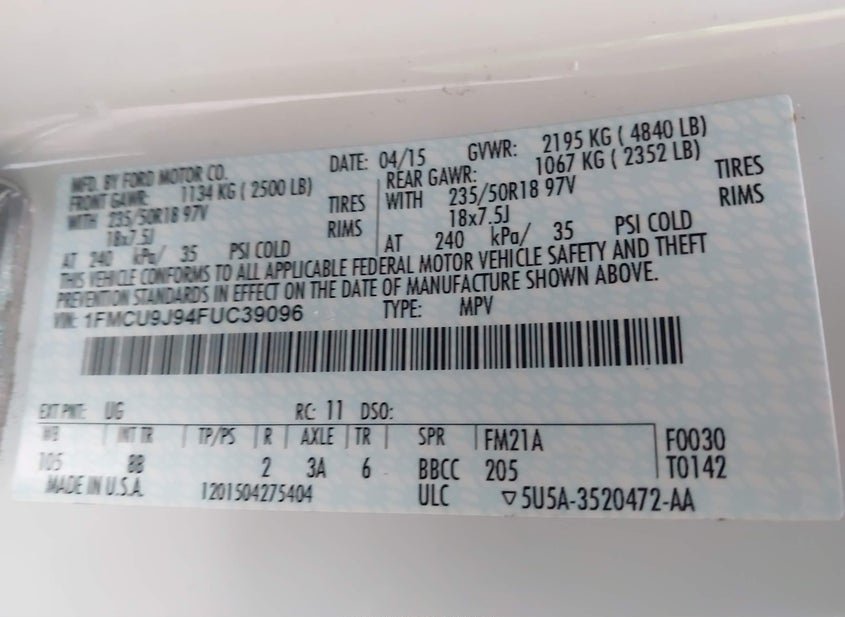 MFD. BY FORD MOTOR CO. DATE: 04/15 GVWR: 2195 KG ( 4840 LB)
FRONT GAWR: 1134 KG ( 2500 LB) REAR GAWR: 1067 KG ( 2352 LB)
WITH 235/50R18 97V TIRES WITH 235/50R18 97V TIRES
18x7.5J RIMS 18x7.5J RIMS
AT 240 kPa/ 35 PSI COLD AT 240 kPa/ 35 PSI COLD
THIS VEHICLE CONFORMS TO ALL APPLICABLE FEDERAL MOTOR VEHICLE SAFETY AND THEFT
PREVENTION STANDARDS IN EFFECT ON THE DATE OF MANUFACTURE SHOWN ABOVE.
VIN: 1FMCU9J94FUC39096 TYPE: MPV
EXT PNT: UG RC: 11 DSO:
WB INT TR TP/PS R AXLE TR SPR FM21A F0030
105 BB 2 3A 6 BBCC 205 T0142
MADE IN U.S.A. 1201504275404 ULC ▽5U5A-3520472-AA